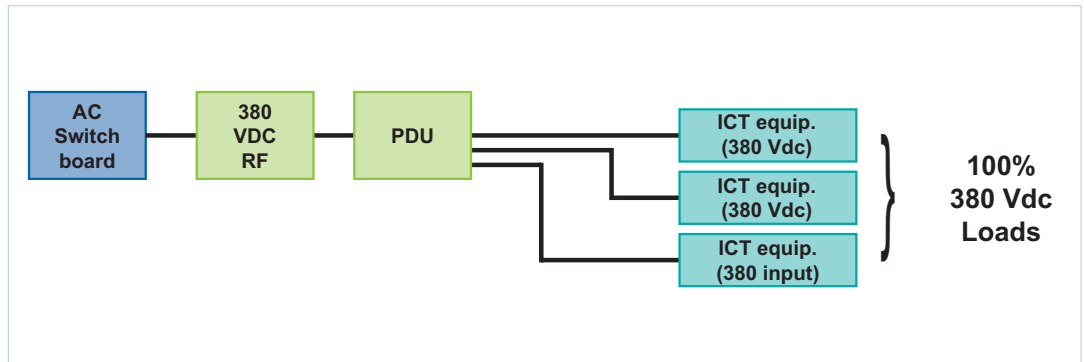 AC
Switch
board
380
VDC
RF
PDU
ICT equip.
(380 Vdc)
ICT equip.
(380 Vdc)
ICT equip.
(380 input)
100%
380 Vdc
Loads